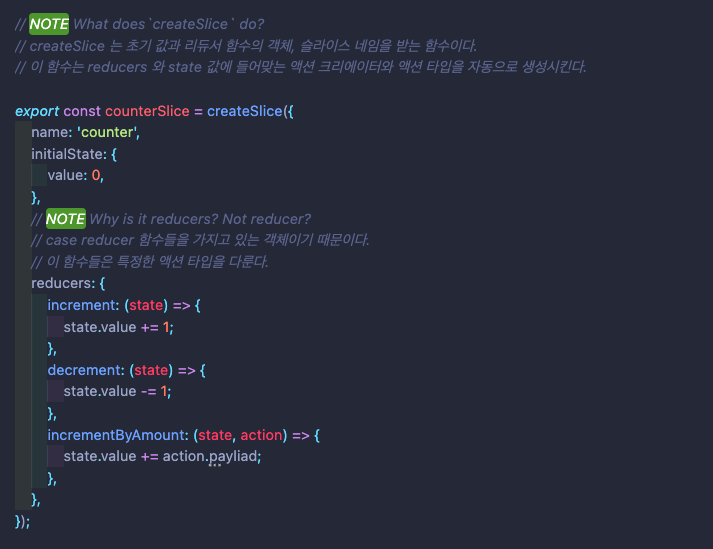 // NOTE What does`createSlice` do?
// createSlice 는 초기 값과 리듀서 함수의 객체, 슬라이스 네임을 받는 함수이다.
// 이 함수는 reducers 와 state 값에 들어맞는 액션 크리에이터와 액션 타입을 자동으로 생성시킨다.
export const counterSlice = createSlice({
name: 'counter',
initialState: {
value: 0,
},
// NOTE Why is it reducers? Not reducer?
// case reducer 함수들을 가지고 있는 객체이기 때문이다.
// 이 함수들은 특정한 액션 타입을 다룬다.
reducers: {
increment: (state) => {
state.value += 1;
},
decrement: (state) => {
state.value -= 1;
},
incrementByAmount: (state, action) => {
state.value += action.payliad;
},
},
});